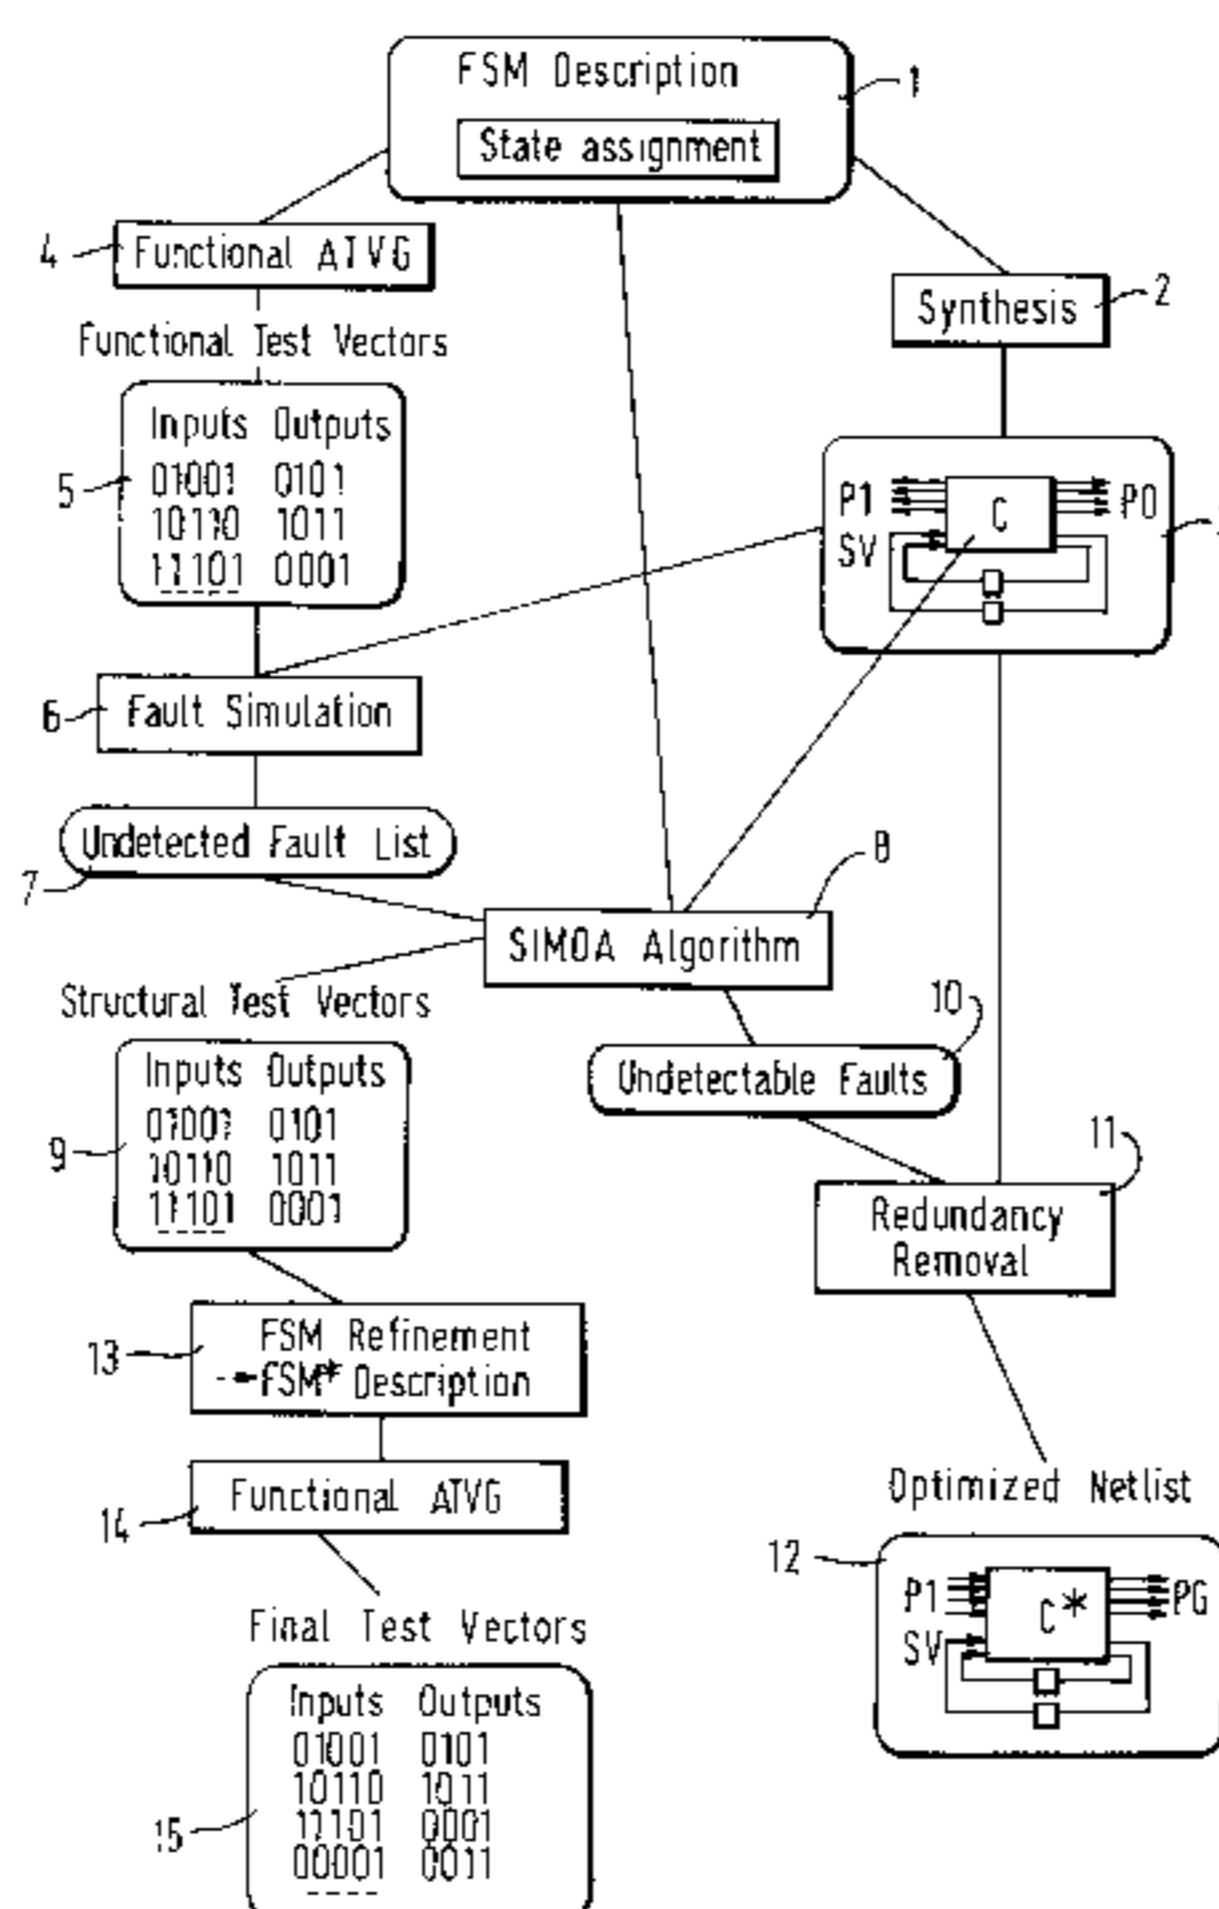 FSM Description
1
State assignment
4
Functional ATVG
Synthesis
2
Functional Test Vectors
Inputs Outputs
5
01001 0101
10110 1011
11101 0001
P1
C
PO
SV
6
Fault Simulation
Undetected Fault List
7
8
SIMOA Algorithm
Structural Test Vectors
10
Undetectable Faults
Inputs Outputs
9
01001 0101
10110 1011
11101 0001
11
Redundancy
Removal
13
FSM Refinement
FSM* Description
14
Functional ATVG
Optimized Netlist
12
P1
C*
PG
SV
Final Test Vectors
Inputs Outputs
15
01001 0101
10110 1011
11101 0001
00001 0011